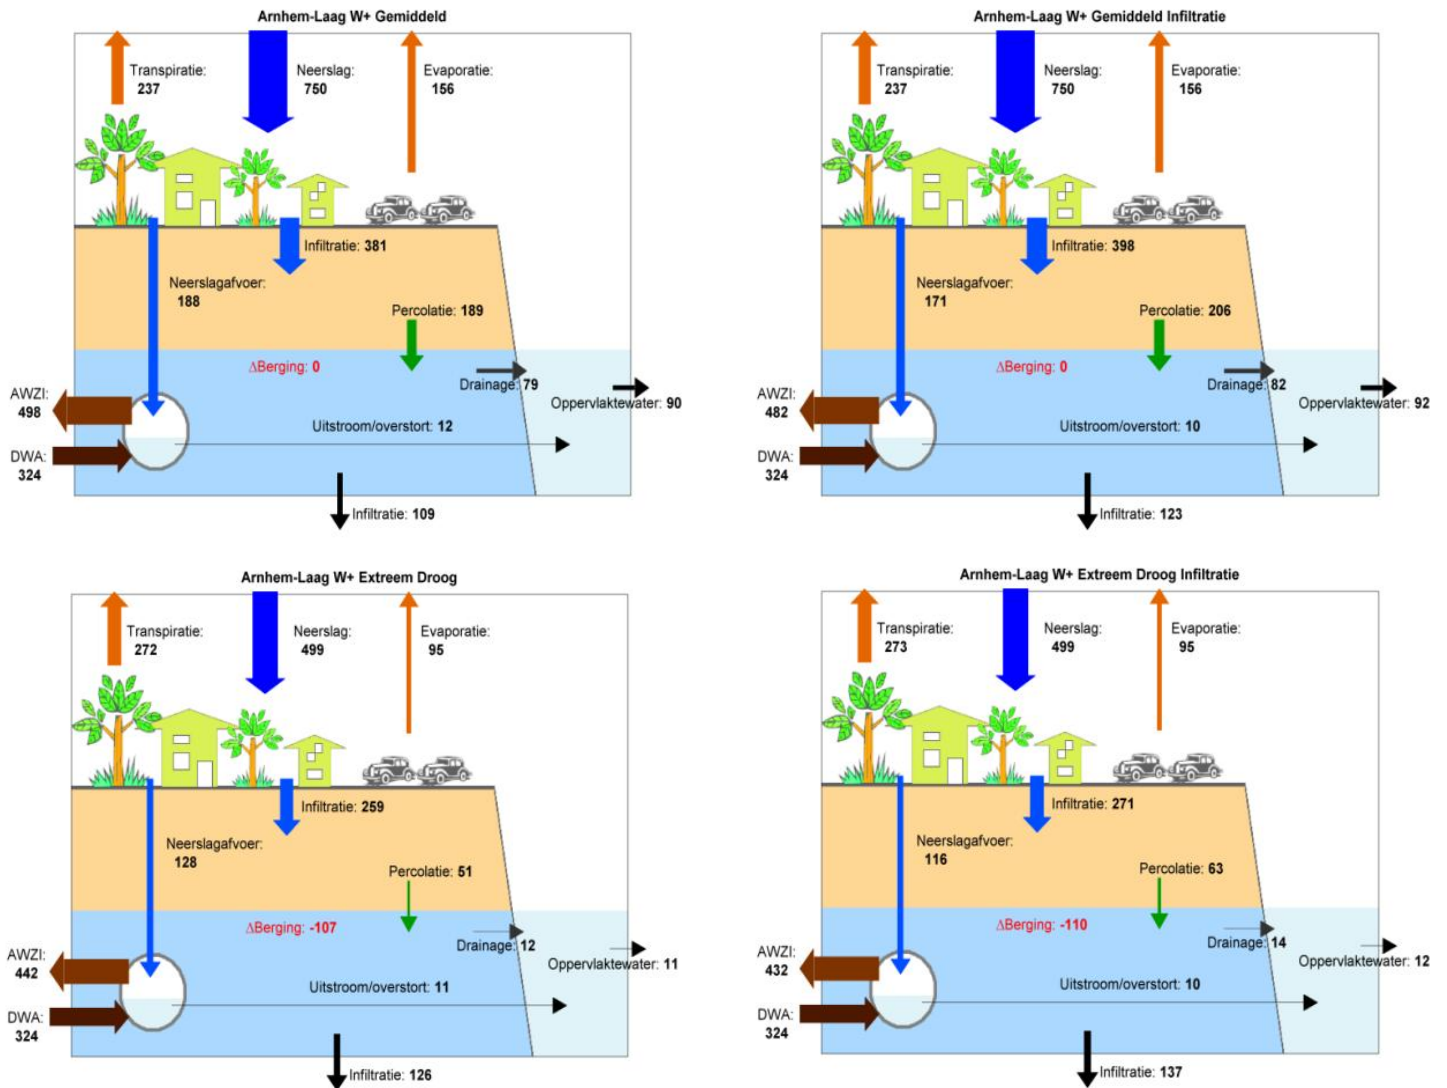 Arnhem-Laag W+ Gemiddeld
Transpiratie:
237
Neerslag:
750
Evaporatie:
156
Infiltratie: 381
Neerslagafvoer:
188
Percolatie: 189
ΔBerging: 0
Drainage: 79
AWZI:
498
Oppervlaktewater: 90
Uitstroom/overstort: 12
DWA:
324
Infiltratie: 109
Arnhem-Laag W+ Gemiddeld Infiltratie
Transpiratie:
237
Neerslag:
750
Evaporatie:
156
Infiltratie: 398
Neerslagafvoer:
171
Percolatie: 206
ΔBerging: 0
Drainage: 82
AWZI:
482
Oppervlaktewater: 92
Uitstroom/overstort: 10
DWA:
324
Infiltratie: 123
Arnhem-Laag W+ Extreem Droog
Transpiratie:
272
Neerslag:
499
Evaporatie:
95
Infiltratie: 259
Neerslagafvoer:
128
Percolatie: 51
ΔBerging: -107
Drainage: 12
AWZI:
442
Oppervlaktewater: 11
Uitstroom/overstort: 11
DWA:
324
Infiltratie: 126
Arnhem-Laag W+ Extreem Droog Infiltratie
Transpiratie:
273
Neerslag:
499
Evaporatie:
95
Infiltratie: 271
Neerslagafvoer:
116
Percolatie: 63
ΔBerging: -110
Drainage: 14
AWZI:
432
Oppervlaktewater: 12
Uitstroom/overstort: 10
DWA:
324
Infiltratie: 137